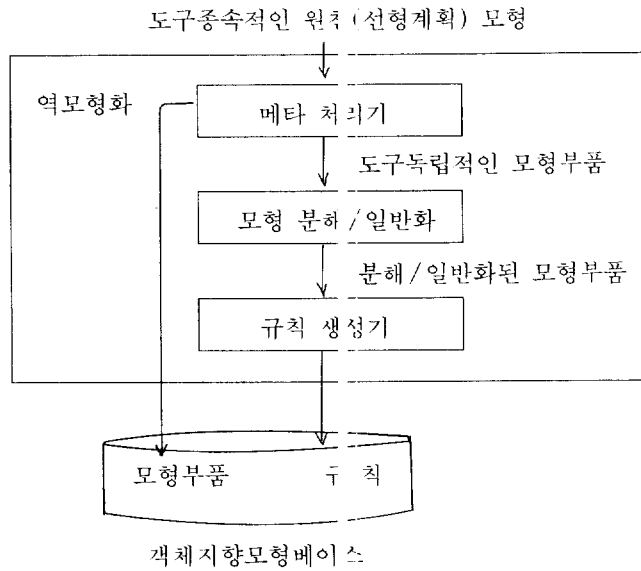 도구종속적인 원천(선형계획) 모형
역모형화
메타 처리기
도구독립적인 모형부품
모형 분해/일반화
분해/일반화된 모형부품
규칙 생성기
모형부품 규칙
객체지향모형베이스